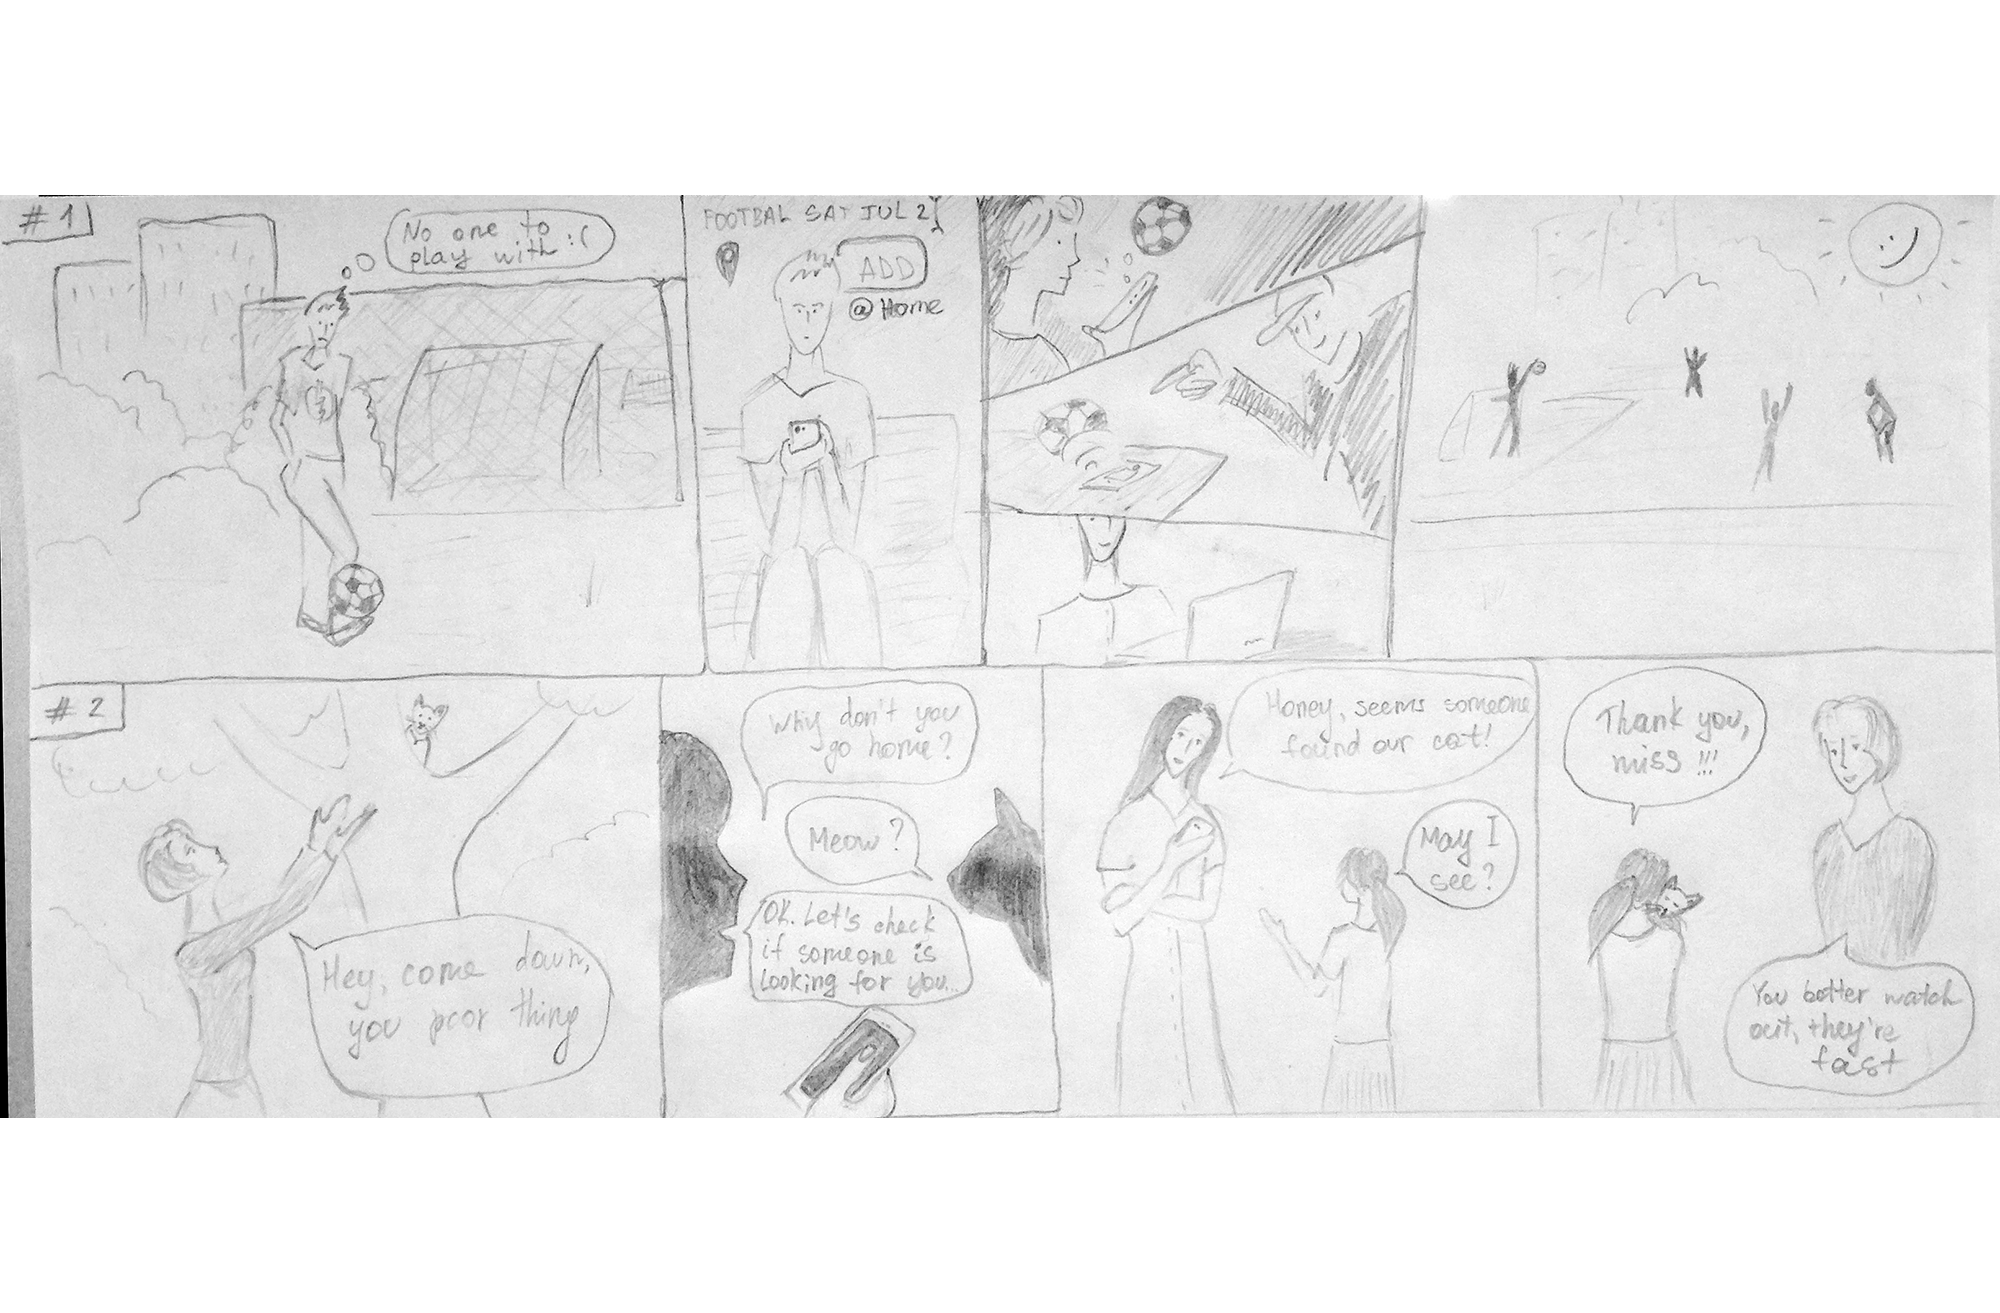 # 1
No one to
play with :(
FOOTBAL SAT JUL 2
ADD
@ Home
# 2
Hey, come down,
you poor thing
Why don't you
go home?
Meow?
OK. Let's check
if someone is
looking for you...
Honey, seems someone
found our cat!
May I
see?
Thank you,
miss !!!
You better watch
out, they're
fast